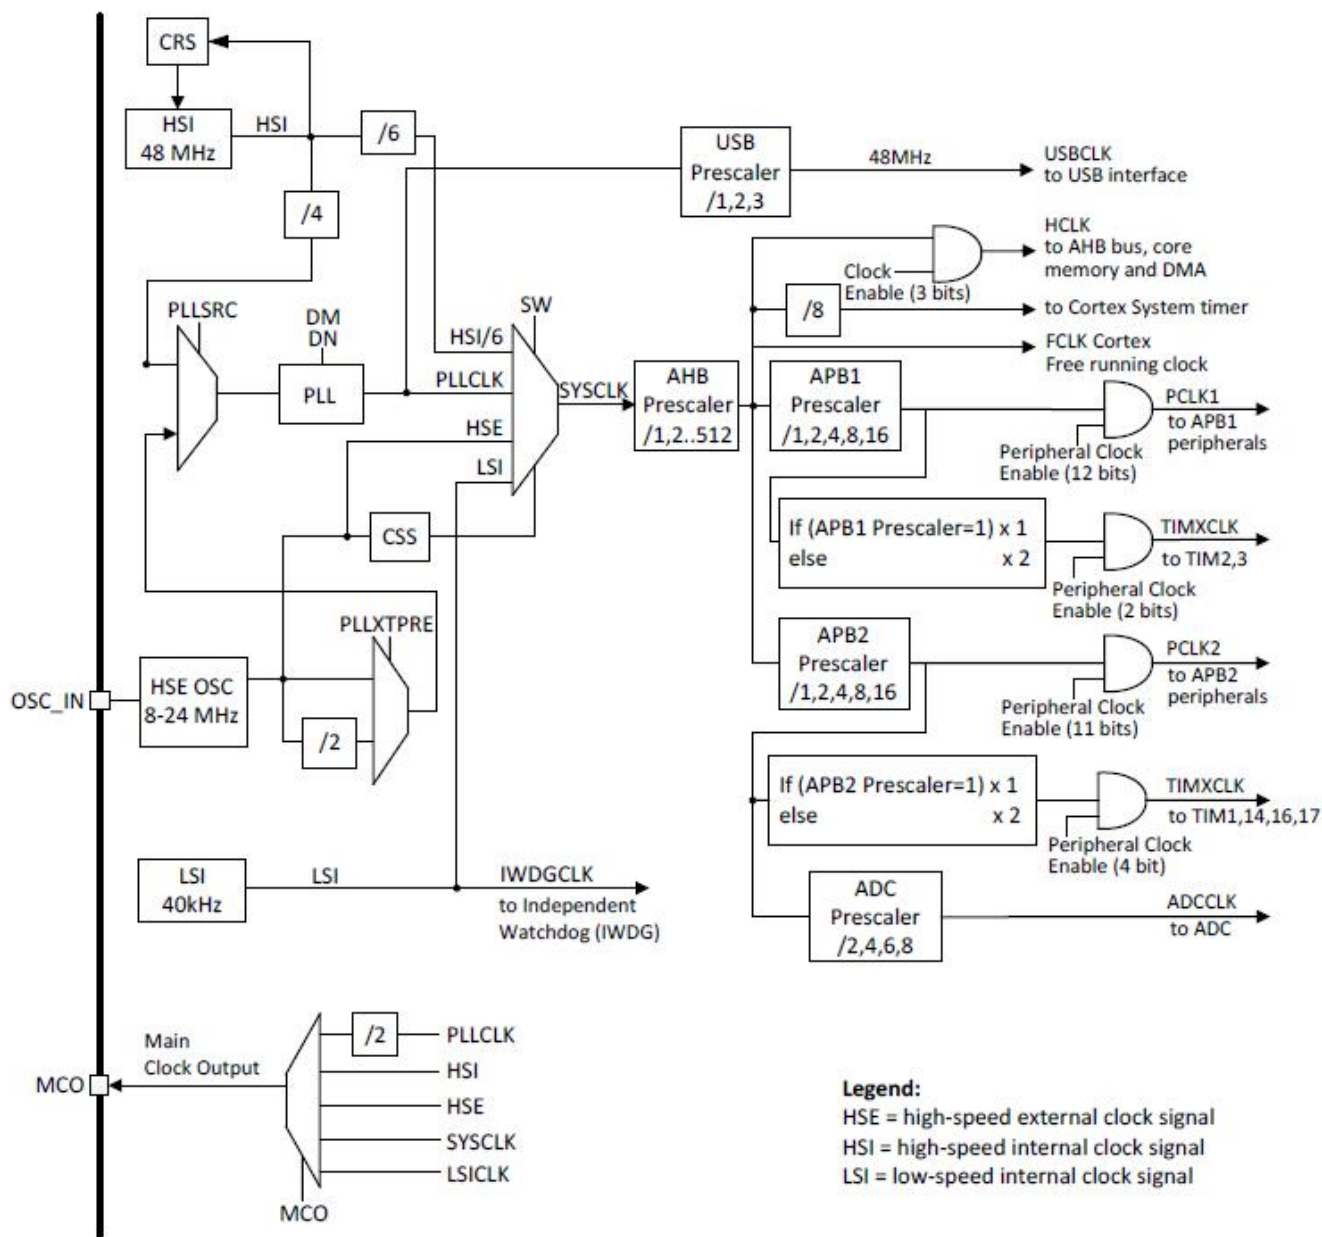 CRS
HSI
48 MHz
HSI
/6
/4
USB
Prescaler
/1,2,3
48MHz
USBCLK
to USB interface
HCLK
to AHB bus, core
memory and DMA
Clock
Enable (3 bits)
/8
to Cortex System timer
FCLK Cortex
Free running clock
PLLSRC
DM
DN
PLL
SW
HSI/6
PLLCLK
HSE
LSI
SYSCLK
AHB
Prescaler
/1,2..512
APB1
Prescaler
/1,2,4,8,16
PCLK1
to APB1
peripherals
Peripheral Clock
Enable (12 bits)
CSS
If (APB1 Prescaler=1) x 1
else x 2
TIMXCLK
to TIM2,3
Peripheral Clock
Enable (2 bits)
PLLXTPRE
OSC_IN
HSE OSC
8-24 MHz
/2
APB2
Prescaler
/1,2,4,8,16
PCLK2
to APB2
peripherals
Peripheral Clock
Enable (11 bits)
If (APB2 Prescaler=1) x 1
else x 2
TIMXCLK
to TIM1,14,16,17
Peripheral Clock
Enable (4 bit)
LSI
40kHz
LSI
IWDGCLK
to Independent
Watchdog (IWDG)
ADC
Prescaler
/2,4,6,8
ADCCLK
to ADC
MCO
Main
Clock Output
/2
PLLCLK
HSI
HSE
SYSCLK
LSICLK
MCO
Legend:
HSE = high-speed external clock signal
HSI = high-speed internal clock signal
LSI = low-speed internal clock signal